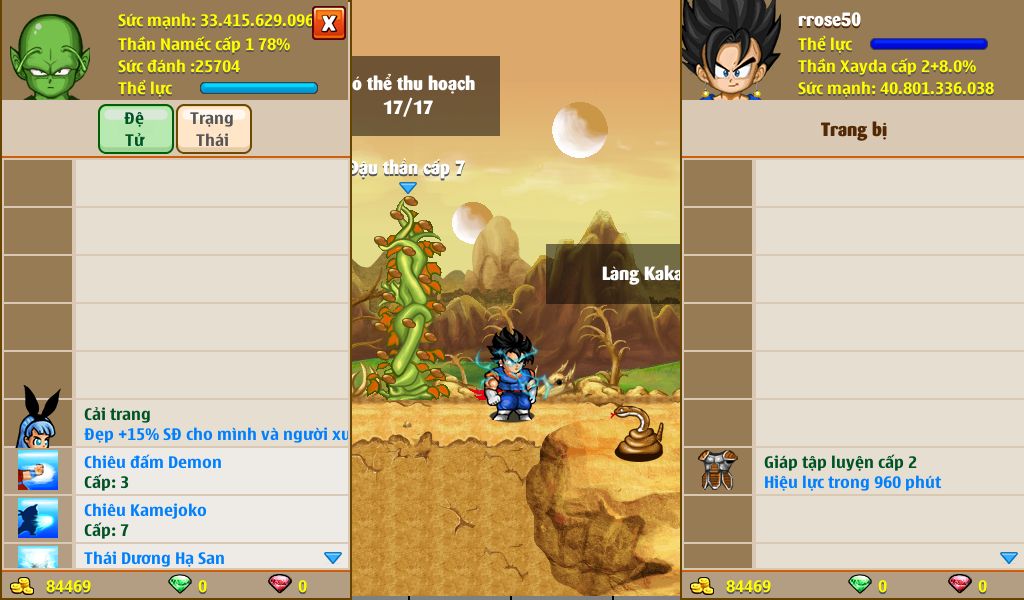 Sức mạnh: 33.415.629.096
X
Thần Namếc cấp 1 78%
Sức đánh :25704
Thể lực
Đệ
Tử
Trạng
Thái
Cải trang
Đẹp +15% SĐ cho mình và người xu
Chiêu đấm Demon
Cấp: 3
Chiêu Kamejoko
Cấp: 7
Thái Dương Hạ San
84469
0
0
ó thể thu hoạch
17/17
Đậu thần cấp 7
Làng Kaka
rrose50
Thể lực
Thần Xayda cấp 2+8.0%
Sức mạnh: 40.801.336.038
Trang bị
Giáp tập luyện cấp 2
Hiệu lực trong 960 phút
84469
0
0